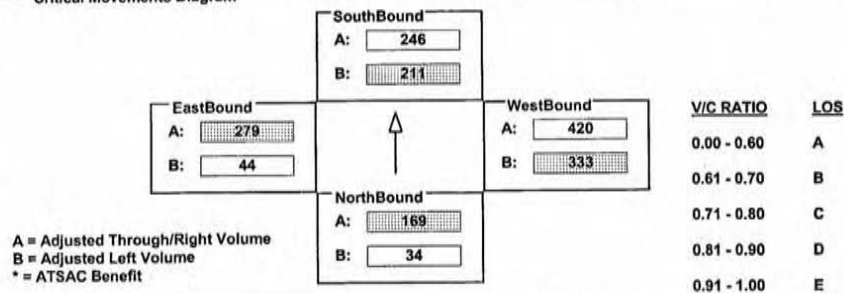 Critical Movements Diagram
SouthBound
A: 246
B: 211
EastBound
A: 279
B: 44
WestBound
A: 420
B: 333
NorthBound
A: 169
B: 34
A = Adjusted Through/Right Volume
B = Adjusted Left Volume
* = ATSAC Benefit
V/C RATIO LOS
0.00 - 0.60 A
0.61 - 0.70 B
0.71 - 0.80 C
0.81 - 0.90 D
0.91 - 1.00 E